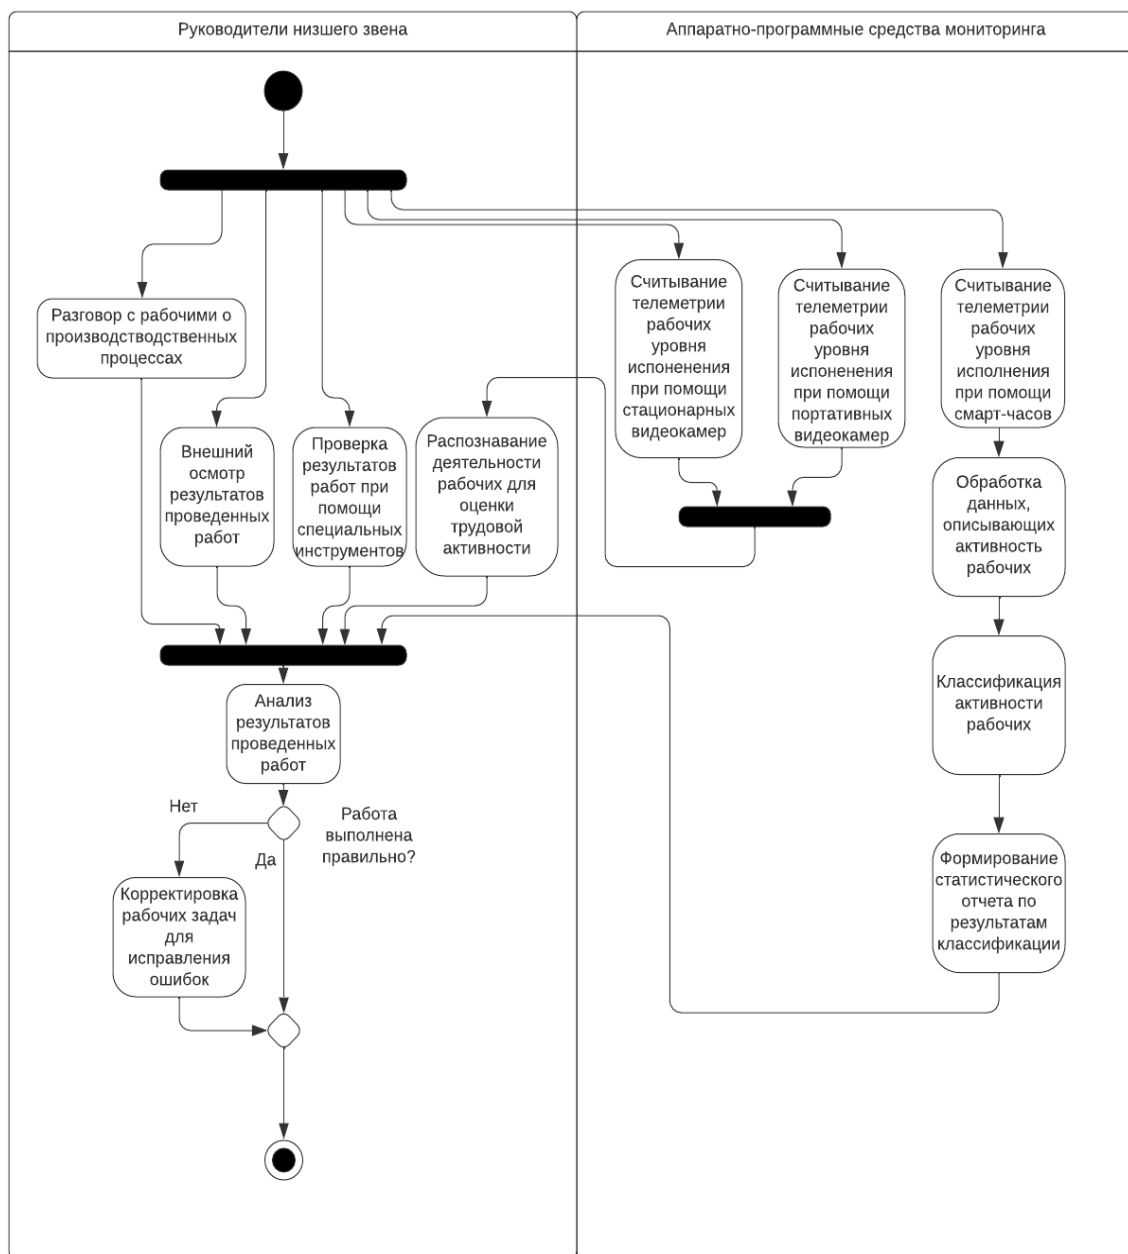 Руководители низшего звена
Аппаратно-программные средства мониторинга
Разговор с рабочими о
производстводственных
процессах
Внешний
осмотр
результатов
проведенных
работ
Проверка
результатов
работ при
помощи
специальных
инструментов
Распознавание
деятельности
рабочих для
оценки
трудовой
активности
Считывание
телеметрии
рабочих
уровня
испоненения
при помощи
стационарных
видеокамер
Считывание
телеметрии
рабочих
уровня
испоненения
при помощи
портативных
видеокамер
Считывание
телеметрии
рабочих
уровня
исполнения
при помощи
смарт-часов
Обработка
данных,
описывающих
активность
рабочих
Классификация
активности
рабочих
Формирование
статистического
отчета по
результатам
классификации
Анализ
результатов
проведенных
работ
Нет
Работа
выполнена
правильно?
Да
Корректировка
рабочих задач
для
исправления
ошибок